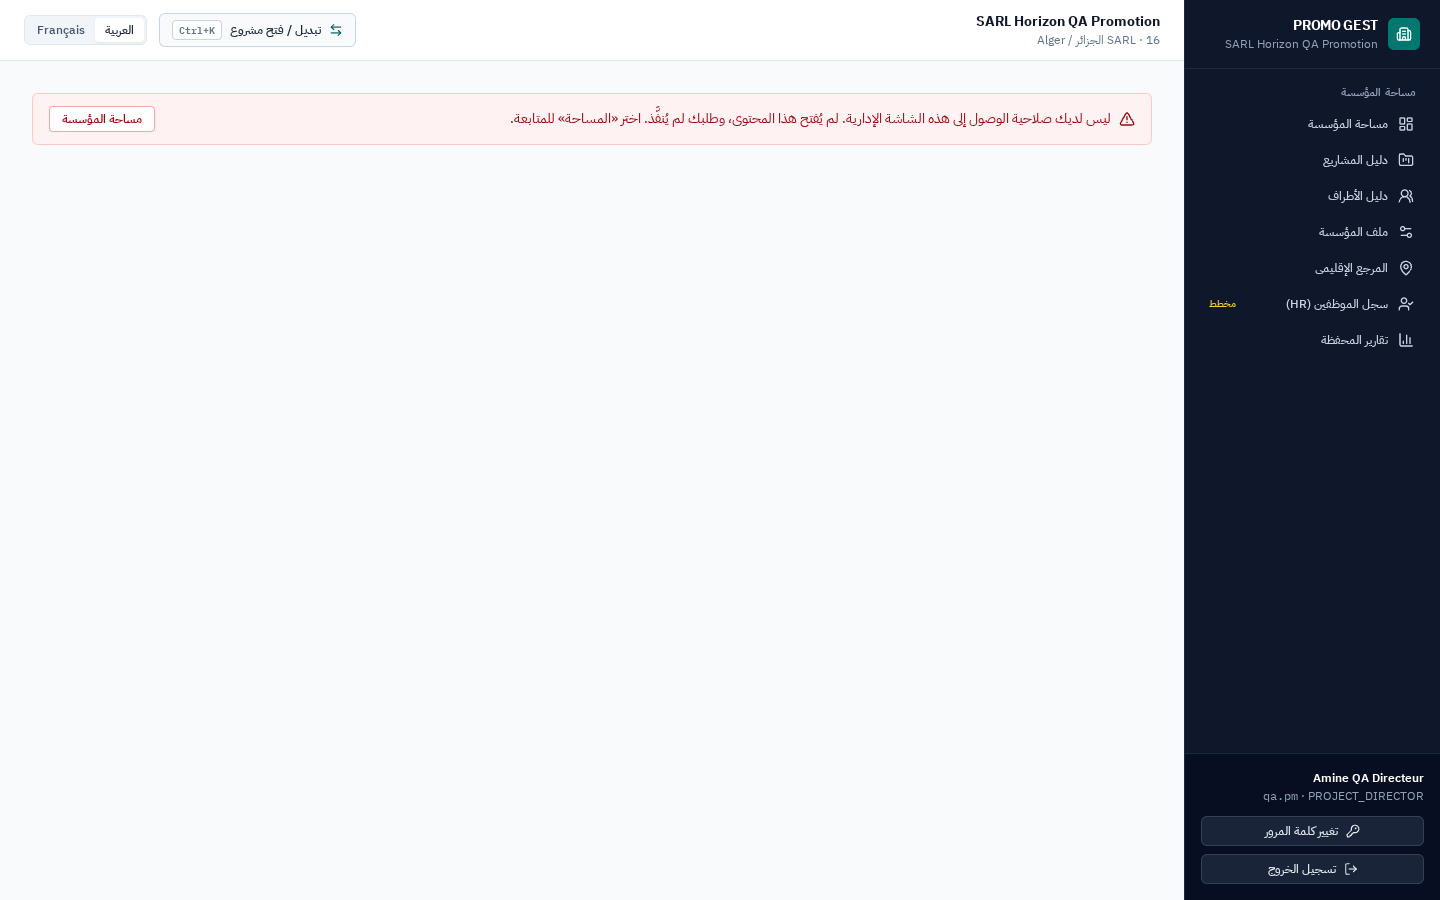 PROMO GEST
SARL Horizon QA Promotion
مساحة المؤسسة
مساحة المؤسسة
دليل المشاريع
دليل الأطراف
ملف المؤسسة
المرجع الإقليمي
سجل الموظفين (HR) مخطط
تقارير المحفظة
Amine QA Directeur
qa.pm · PROJECT_DIRECTOR
تغيير كلمة المرور
تسجيل الخروج
SARL Horizon QA Promotion
SARL · 16 الجزائر / Alger
تبديل / فتح مشروع Ctrl+K
العربية Français
ليس لديك صلاحية الوصول إلى هذه الشاشة الإدارية. لم يُفتح هذا المحتوى، وطلبك لم يُنفَّذ. اختر «المساحة» للمتابعة.
مساحة المؤسسة